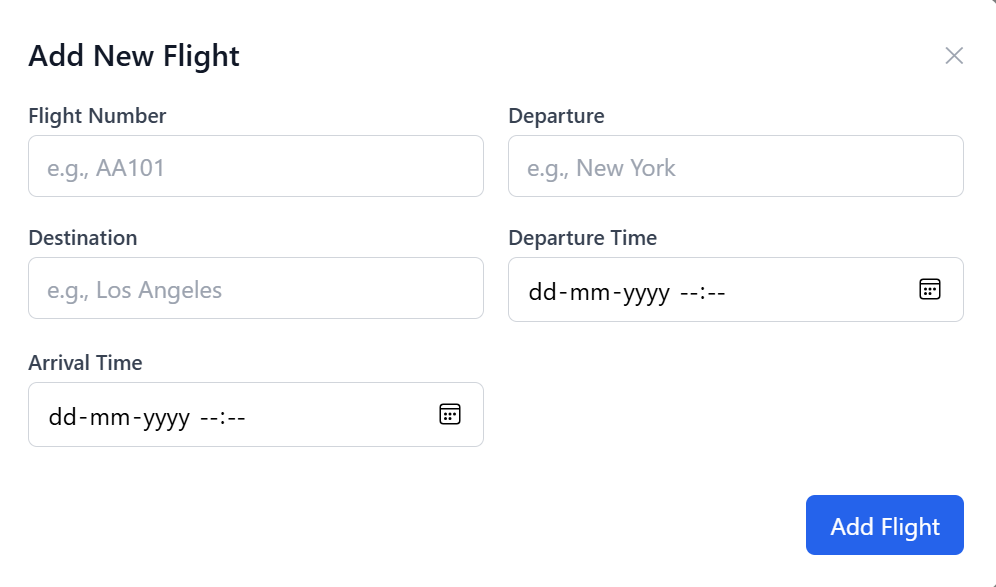 Add New Flight
Flight Number
Departure
e.g., AA101
e.g., New York
Destination
Departure Time
e.g., Los Angeles
dd-mm-yyyy --:--
Arrival Time
dd-mm-yyyy --:--
Add Flight